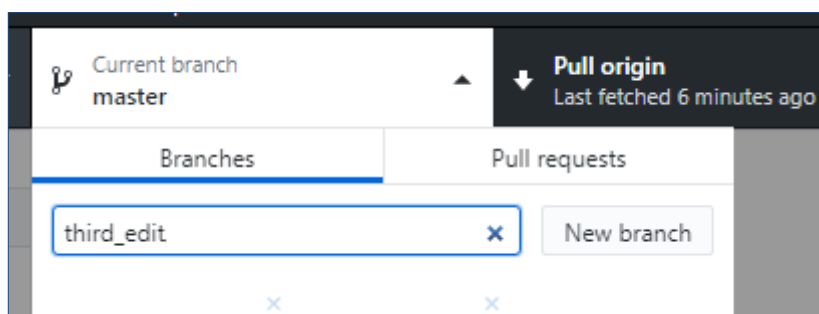 Current branch
master
Pull origin
Last fetched 6 minutes ago
Branches
Pull requests
third_edit
New branch